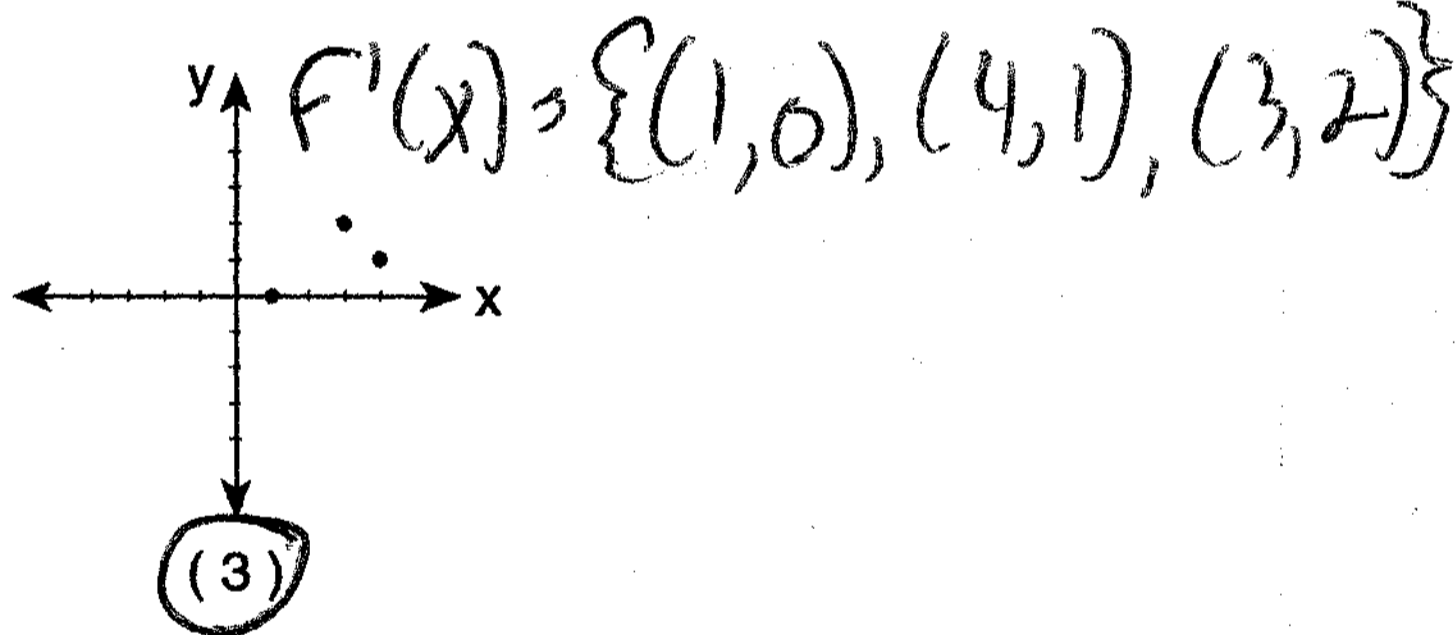 y F'(x) = {(1,0), (4,1), (3,2)}
x
(3)